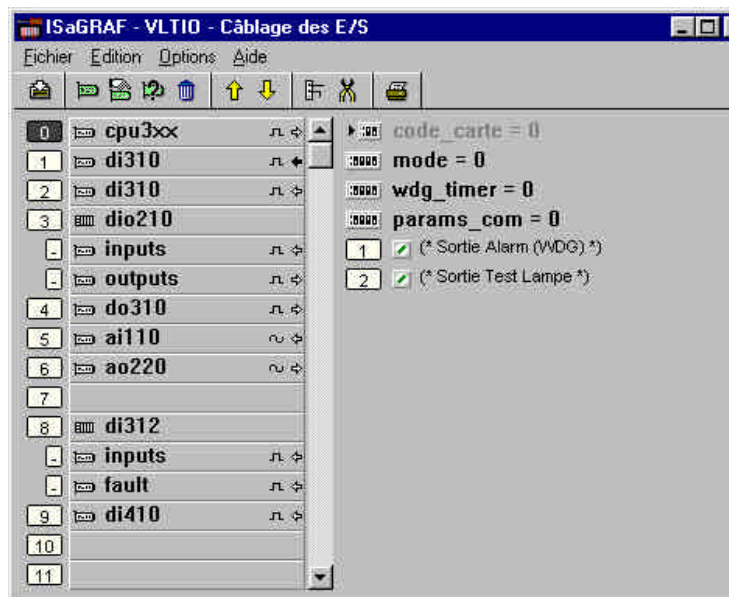 ISaGRAF - VLTIO - Câblage des E/S
Fichier Edition Options Aide
0 cpu3xx
1 di310
2 di310
3 dio210
- inputs
- outputs
4 do310
5 ai110
6 ao220
7
8 di312
- inputs
- fault
9 di410
10
11
code_carte = 0
mode = 0
wdg_timer = 0
params_com = 0
1 (* Sortie Alarm (WDG) *)
2 (* Sortie Test Lampe *)